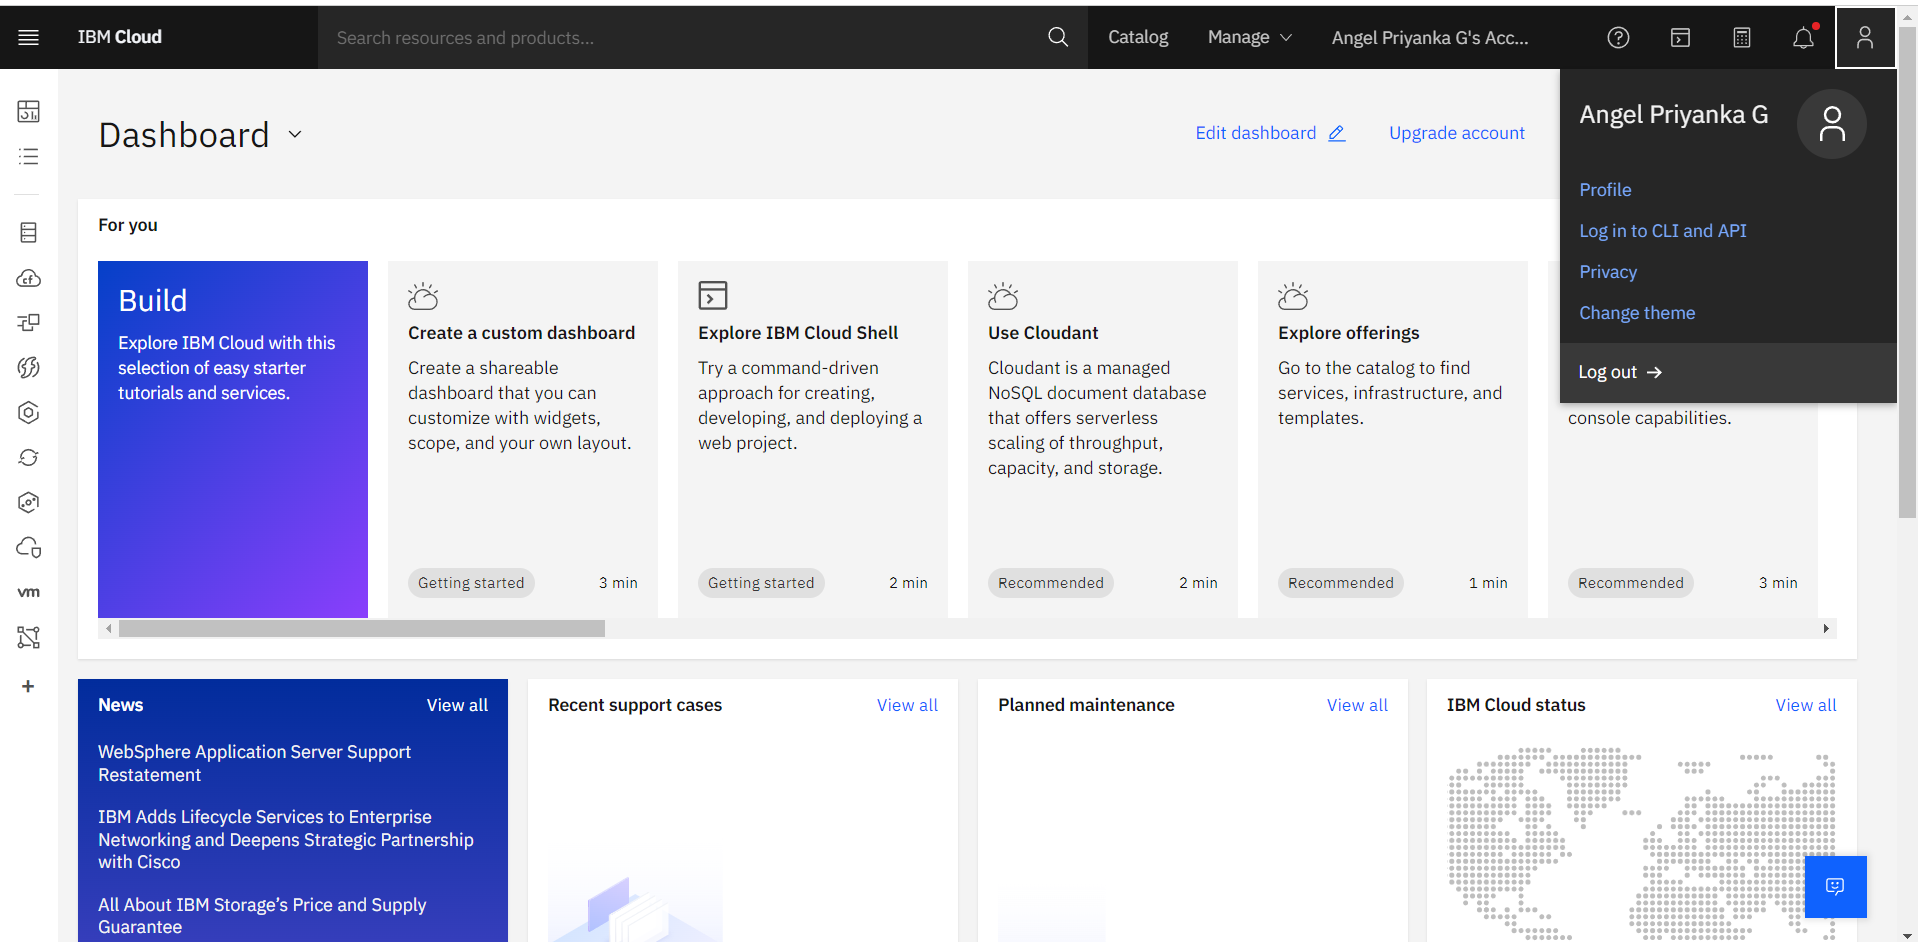 IBM Cloud
Search resources and products...
Catalog
Manage
Angel Priyanka G's Acc...
Angel Priyanka G
Profile
Log in to CLI and API
Privacy
Change theme
Log out
Dashboard
Edit dashboard
Upgrade account
For you
Build
Explore IBM Cloud with this
selection of easy starter
tutorials and services.
Create a custom dashboard
Create a shareable
dashboard that you can
customize with widgets,
scope, and your own layout.
Getting started
3 min
Explore IBM Cloud Shell
Try a command-driven
approach for creating,
developing, and deploying a
web project.
Getting started
2 min
Use Cloudant
Cloudant is a managed
NoSQL document database
that offers serverless
scaling of throughput,
capacity, and storage.
Recommended
2 min
Explore offerings
Go to the catalog to find
services, infrastructure, and
templates.
Recommended
1 min
console capabilities.
Recommended
3 min
cf
vm
News
View all
WebSphere Application Server Support
Restatement
IBM Adds Lifecycle Services to Enterprise
Networking and Deepens Strategic Partnership
with Cisco
All About IBM Storage's Price and Supply
Guarantee
Recent support cases
View all
Planned maintenance
View all
IBM Cloud status
View all